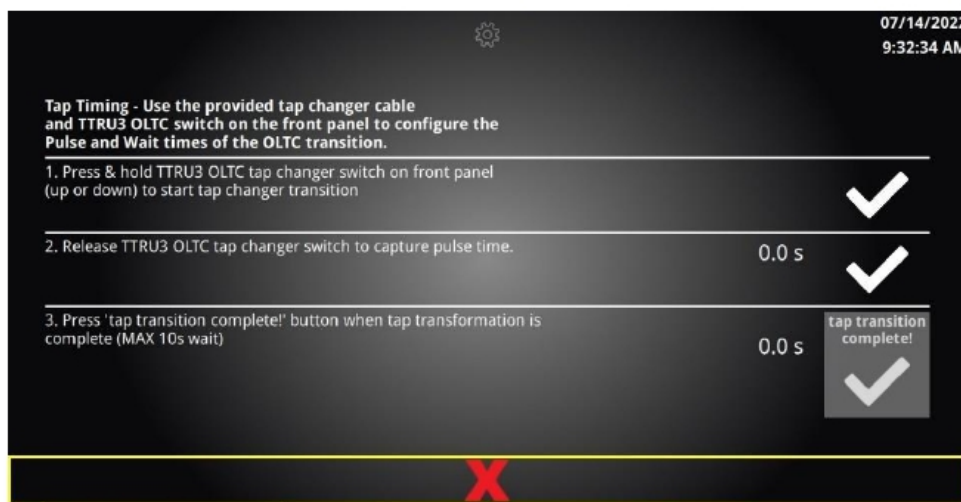 07/14/2022
9:32:34 AM
Tap Timing - Use the provided tap changer cable
and TTRU3 OLTC switch on the front panel to configure the
Pulse and Wait times of the OLTC transition.
1. Press & hold TTRU3 OLTC tap changer switch on front panel
(up or down) to start tap changer transition
2. Release TTRU3 OLTC tap changer switch to capture pulse time.
0.0 s
3. Press 'tap transition complete!' button when tap transformation is
complete (MAX 10s wait)
0.0 s
tap transition
complete!